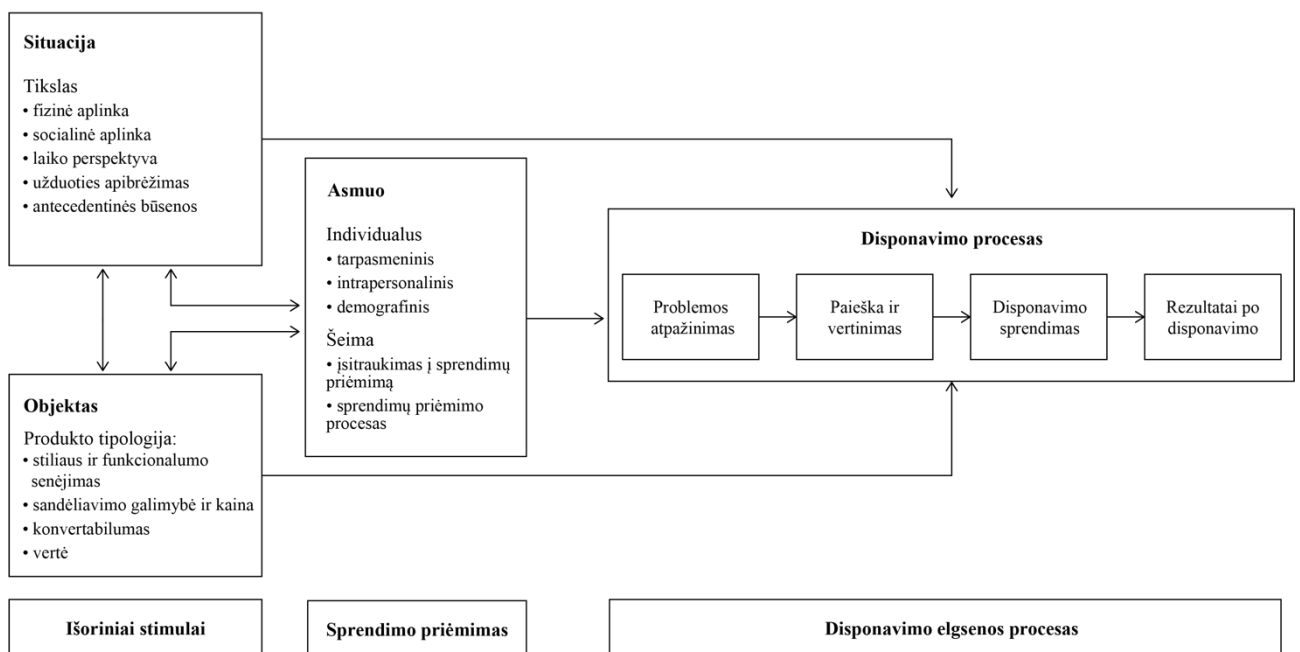 Situacija
Tikslas
• fizinė aplinka
• socialinė aplinka
• laiko perspektyva
• užduoties apibrėžimas
• antecedentinės būsenos
Objektas
Produkto tipologija:
• stiliaus ir funkcionalumo
senėjimas
• sandėliavimo galimybė ir kaina
• konvertabilumas
• vertė
Asmuo
Individualus
• tarpasmeninis
• intrapersonalinis
• demografinis
Šeima
• įsitraukimas į sprendimų
priėmimą
• sprendimų priėmimo
procesas
Disponavimo procesas
Problemos
atpažinimas
Paieška ir
vertinimas
Disponavimo
sprendimas
Rezultatai po
disponavimo
Išoriniai stimulai
Sprendimo priėmimas
Disponavimo elgsenos procesas